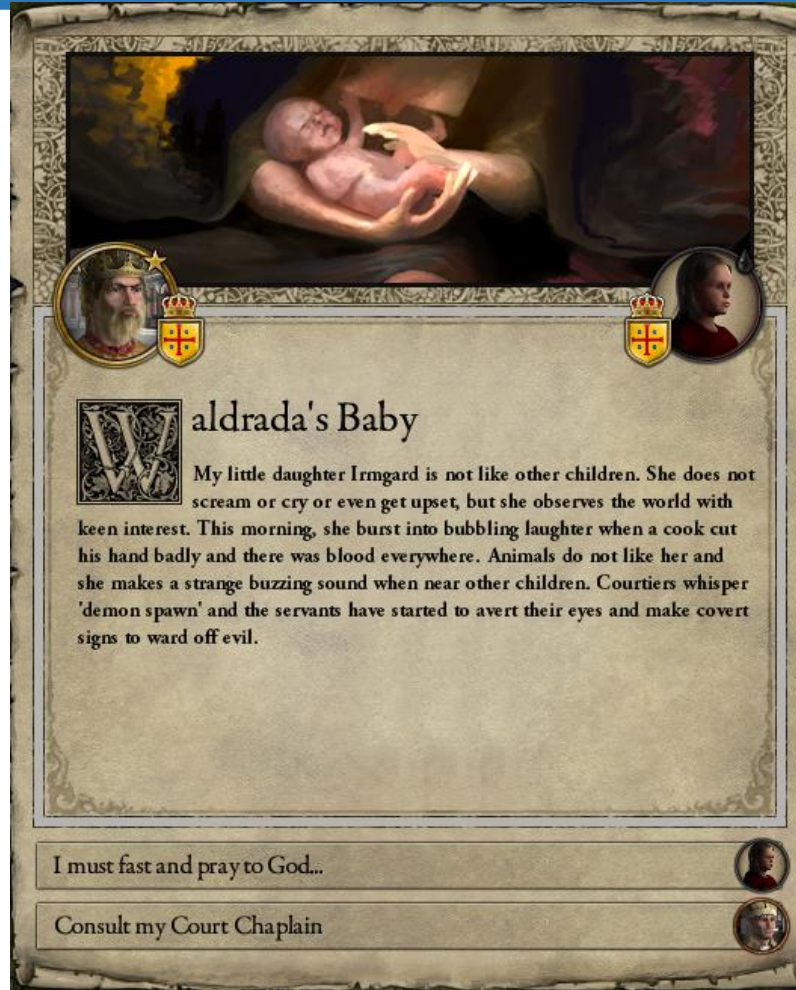 Waldrada's Baby
My little daughter Irmgard is not like other children. She does not
scream or cry or even get upset, but she observes the world with
keen interest. This morning, she burst into bubbling laughter when a cook cut
his hand badly and there was blood everywhere. Animals do not like her and
she makes a strange buzzing sound when near other children. Courtiers whisper
'demon spawn' and the servants have started to avert their eyes and make covert
signs to ward off evil.
I must fast and pray to God...
Consult my Court Chaplain